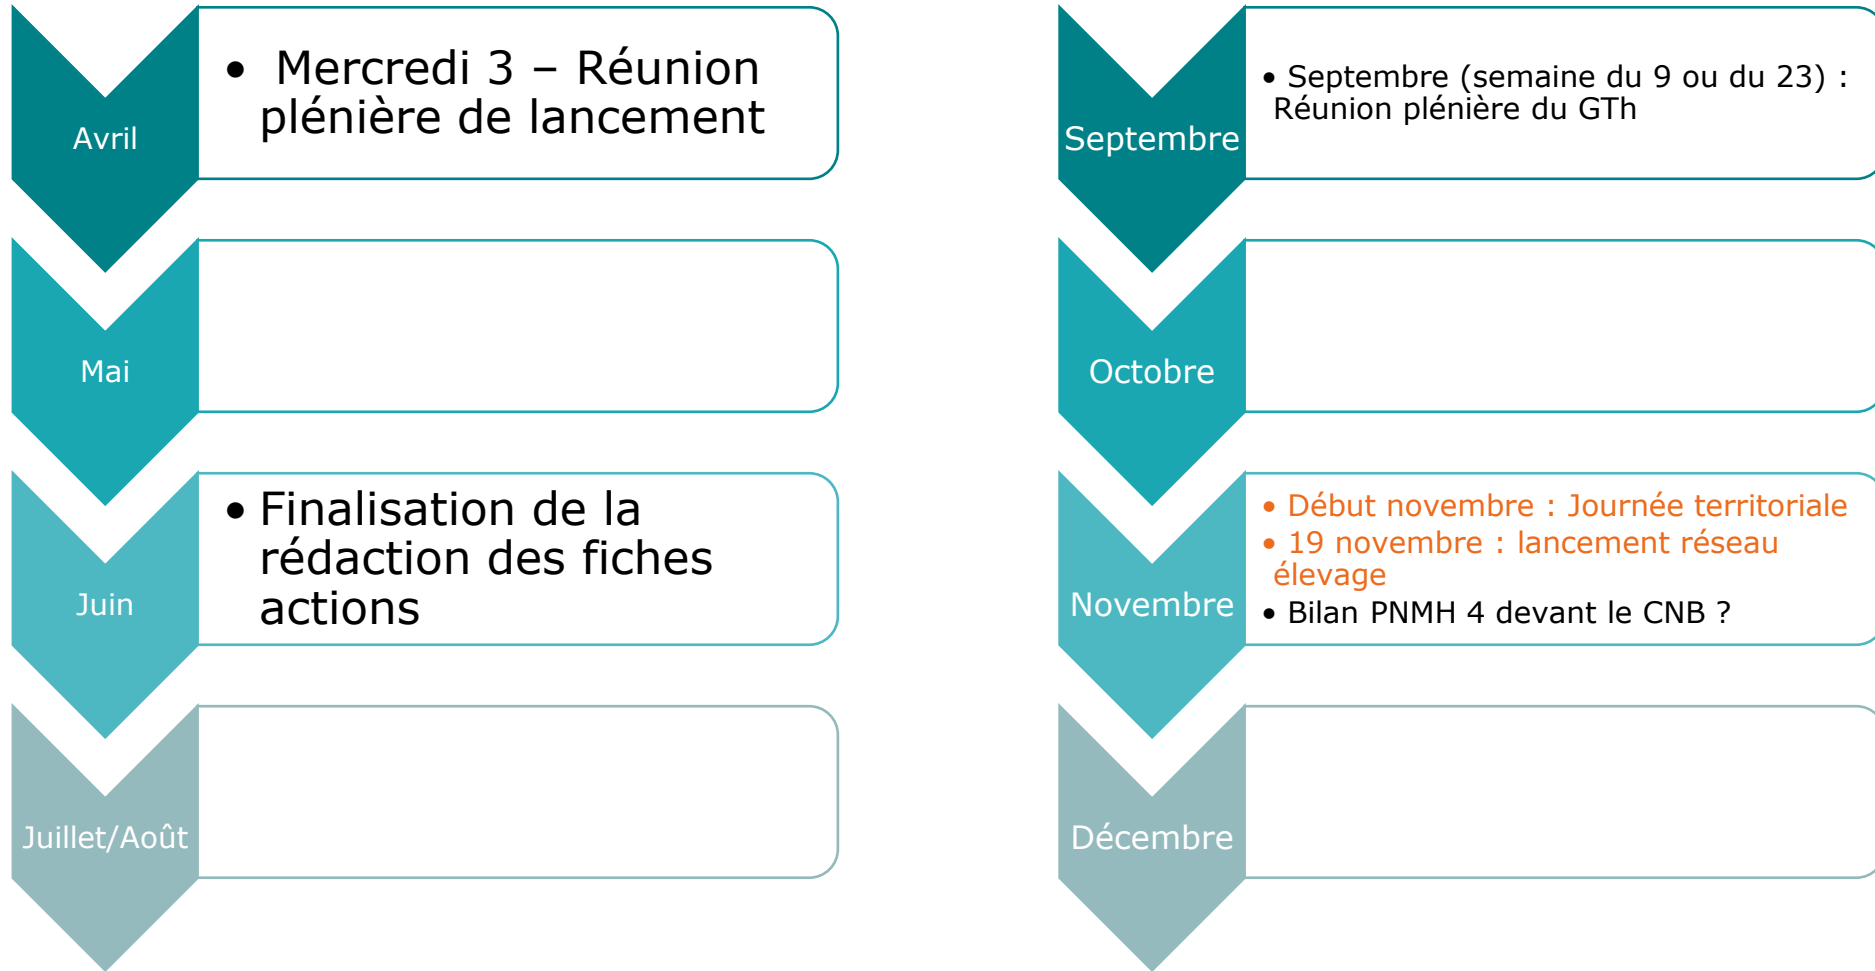 Avril
• Mercredi 3 – Réunion
plénière de lancement
Mai
Juin
• Finalisation de la
rédaction des fiches
actions
Juillet/Août
Septembre
• Septembre (semaine du 9 ou du 23) :
Réunion plénière du GTh
Octobre
Novembre
• Début novembre : Journée territoriale
• 19 novembre : lancement réseau
élevage
• Bilan PNMH 4 devant le CNB ?
Décembre